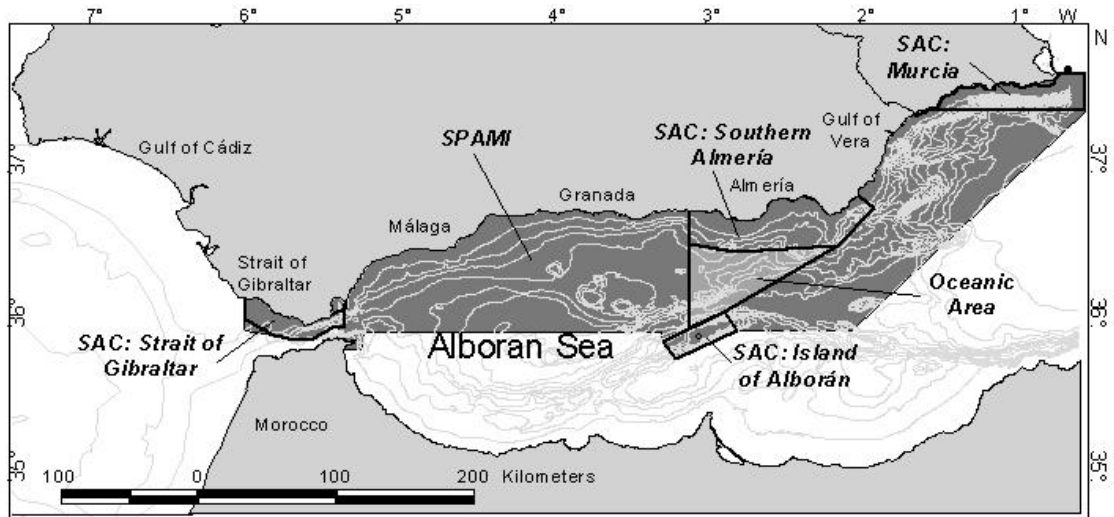 7° 6° 5° 4° 3° 2° 1° W
N
SAC:
Murcia
Gulf of
Vera
SAC: Southern
Almería
SPAMI
Gulf of Cádiz
37°
37°
Almería
Granada
Málaga
Strait of
Gibraltar
Oceanic
Area
36°
36°
SAC: Strait of
Gibraltar
Alboran Sea
SAC: Island
of Alborán
Morocco
35°
35°
100 0 100 200 Kilometers